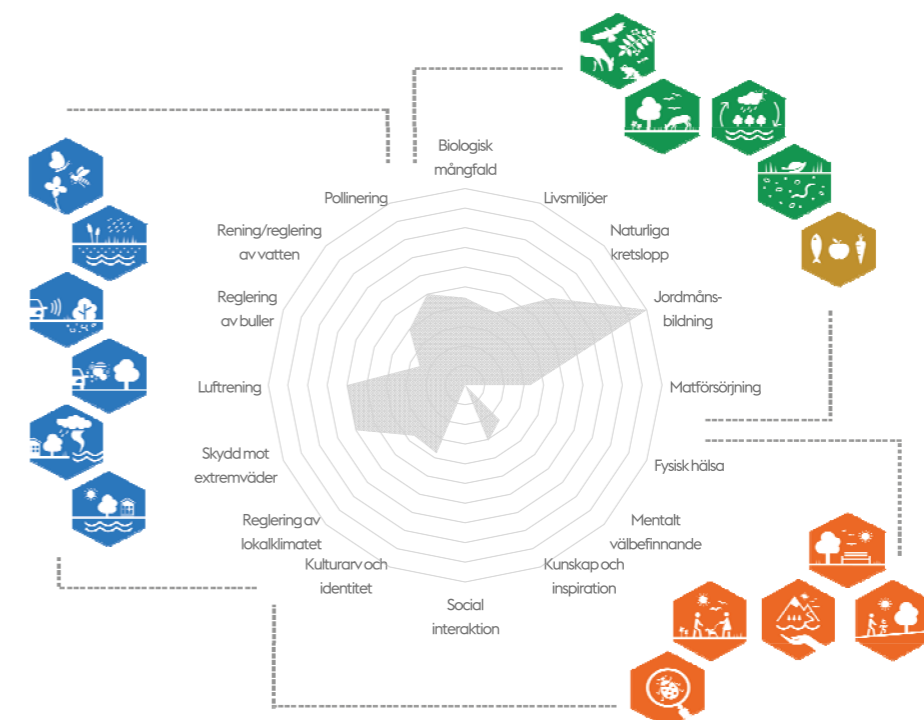 Biologisk
mångfald
Livsmiljöer
Naturliga
kretslopp
Jordmåns-
bildning
Matförsörjning
Fysisk hälsa
Mentalt
välbefinnande
Kunskap och
inspiration
Social
interaktion
Kulturarv och
identitet
Reglering av
lokalklimatet
Skydd mot
extremväder
Luftrening
Reglering
av buller
Rening/reglering
av vatten
Pollinering